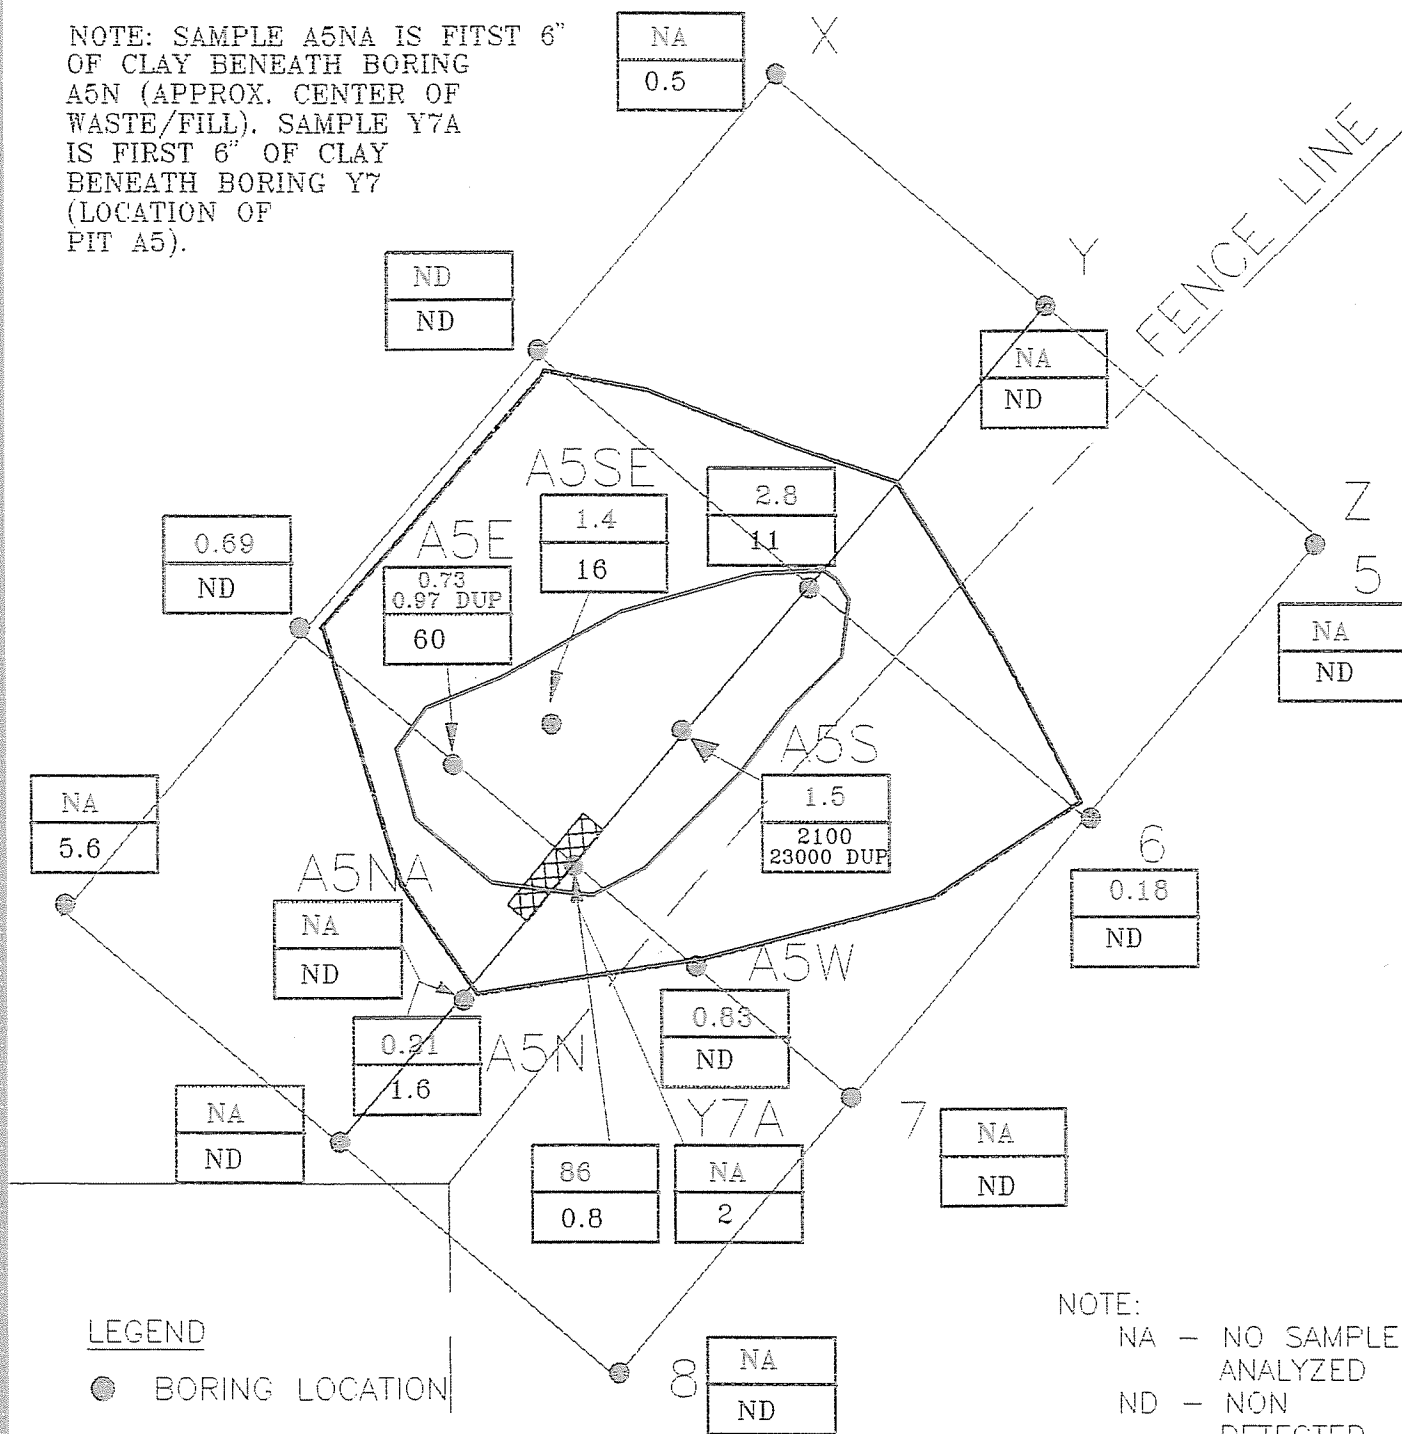 NOTE: SAMPLE A5NA IS FITST 6"
OF CLAY BENEATH BORING
A5N (APPROX. CENTER OF
WASTE/FILL). SAMPLE Y7A
IS FIRST 6" OF CLAY
BENEATH BORING Y7
(LOCATION OF
PIT A5).
NA
0.5
X
Y
FENCE LINE
ND
ND
NA
ND
A5SE
1.4
16
2.8
11
Z
5
NA
ND
0.69
ND
A5E
0.73
0.97 DUP
60
A5S
1.5
2100
23000 DUP
NA
5.6
6
0.18
ND
A5NA
NA
ND
A5W
0.83
ND
0.21
1.6
A5N
NA
ND
Y7A
86
0.8
NA
2
7
NA
ND
8
NA
ND
LEGEND
BORING LOCATION
NOTE:
NA - NO SAMPLE
ANALYZED
ND - NON
DETECTED